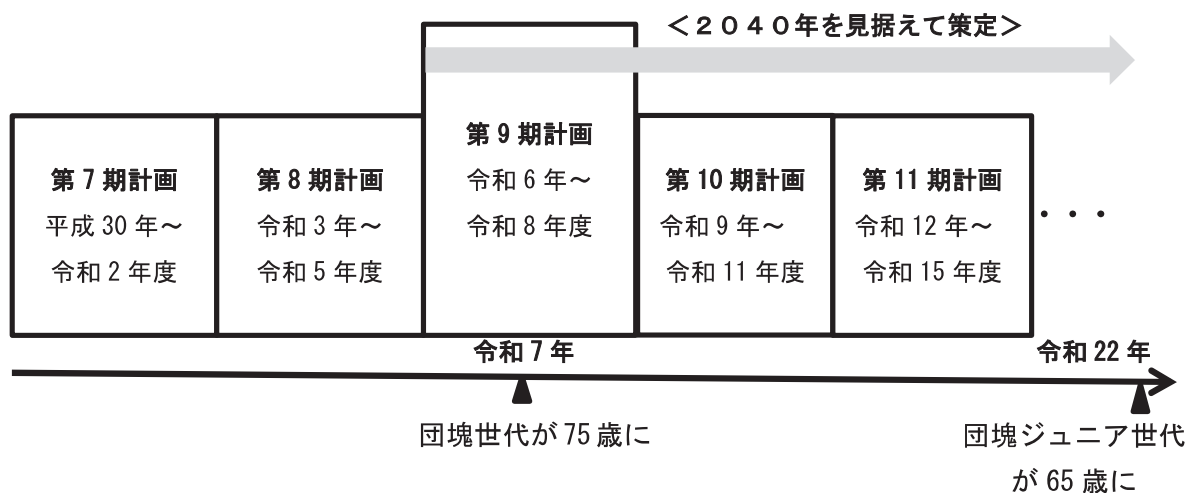 <2040年を見据えて策定>
第7期計画
平成30年～
令和2年度
第8期計画
令和3年～
令和5年度
第9期計画
令和6年～
令和8年度
第10期計画
令和9年～
令和11年度
第11期計画
令和12年～
令和15年度
・・・
令和7年
令和22年
団塊世代が75歳に
団塊ジュニア世代
が65歳に